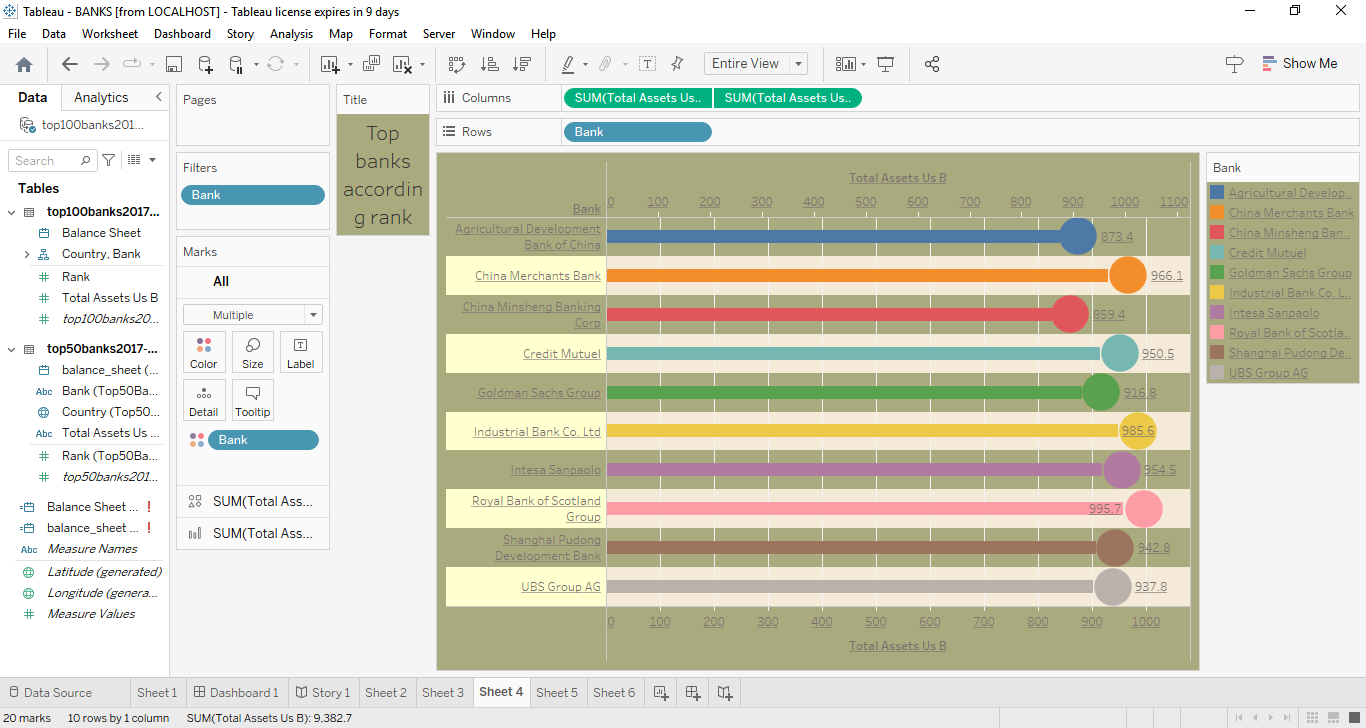 Tableau - BANKS [from LOCALHOST] - Tableau license expires in 9 days
File Data Worksheet Dashboard Story Analysis Map Format Server Window Help
Entire View
Show Me
Data Analytics
top100banks201...
Search
Tables
top100banks2017...
Balance Sheet
Country, Bank
Rank
Total Assets Us B
top100banks20...
top50banks2017-...
balance_sheet (...
Abc Bank (Top50Ba...
Country (Top50...
Abc Total Assets Us ...
Rank (Top50Ba...
top50banks201...
Balance Sheet ... !
balance_sheet ... !
Abc Measure Names
Latitude (generated)
Longitude (genera...
Measure Values
Pages
Filters
Bank
Marks
All
Multiple
Color Size Label
Detail Tooltip
Bank
SUM(Total Ass...
SUM(Total Ass...
Title
Top
banks
accordin
g rank
Columns SUM(Total Assets Us.. SUM(Total Assets Us..
Rows Bank
Total Assets Us B
Bank 0 100 200 300 400 500 600 700 800 900 1000 1100
Agricultural Development
Bank of China 873.4
China Merchants Bank 966.1
China Minsheng Banking
Corp 859.4
Credit Mutuel 950.5
Goldman Sachs Group 916.8
Industrial Bank Co. Ltd 985.6
Intesa Sanpaolo 954.5
Royal Bank of Scotland
Group 995.7
Shanghai Pudong
Development Bank 942.8
UBS Group AG 937.8
0 100 200 300 400 500 600 700 800 900 1000
Total Assets Us B
Bank
Agricultural Develop..
China Merchants Bank
China Minsheng Ban..
Credit Mutuel
Goldman Sachs Group
Industrial Bank Co. L..
Intesa Sanpaolo
Royal Bank of Scotla..
Shanghai Pudong De..
UBS Group AG
Data Source Sheet 1 Dashboard 1 Story 1 Sheet 2 Sheet 3 Sheet 4 Sheet 5 Sheet 6
20 marks 10 rows by 1 column SUM(Total Assets Us B): 9,382.7